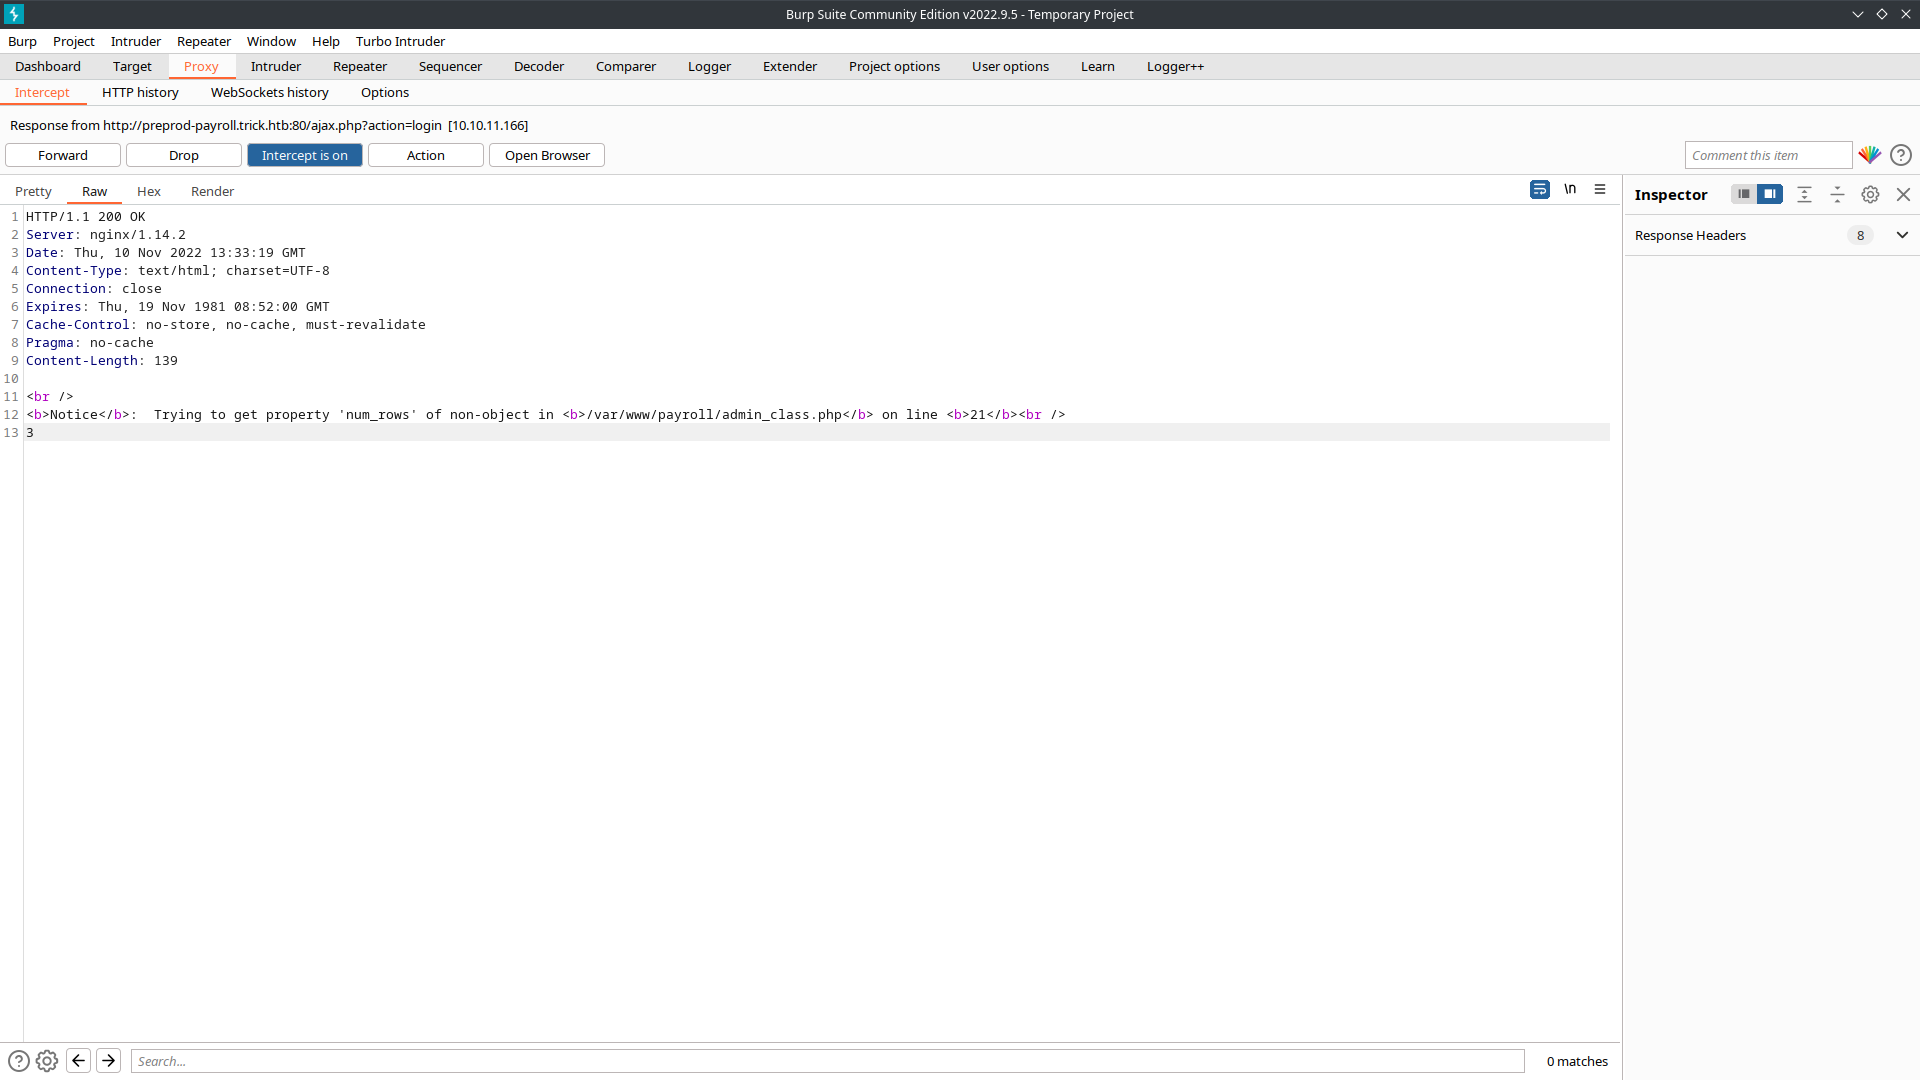 Burp Suite Community Edition v2022.9.5 - Temporary Project
Burp Project Intruder Repeater Window Help Turbo Intruder
Dashboard Target Proxy Intruder Repeater Sequencer Decoder Comparer Logger Extender Project options User options Learn Logger++
Intercept HTTP history WebSockets history Options
Response from http://preprod-payroll.trick.htb:80/ajax.php?action=login [10.10.11.166]
Forward Drop Intercept is on Action Open Browser Comment this item ?
Pretty Raw Hex Render \n
Inspector
Response Headers 8
1 HTTP/1.1 200 OK
2 Server: nginx/1.14.2
3 Date: Thu, 10 Nov 2022 13:33:19 GMT
4 Content-Type: text/html; charset=UTF-8
5 Connection: close
6 Expires: Thu, 19 Nov 1981 08:52:00 GMT
7 Cache-Control: no-store, no-cache, must-revalidate
8 Pragma: no-cache
9 Content-Length: 139
10
11 <br />
12 <b>Notice</b>:  Trying to get property 'num_rows' of non-object in <b>/var/www/payroll/admin_class.php</b> on line <b>21</b><br />
13 3
? Search... 0 matches